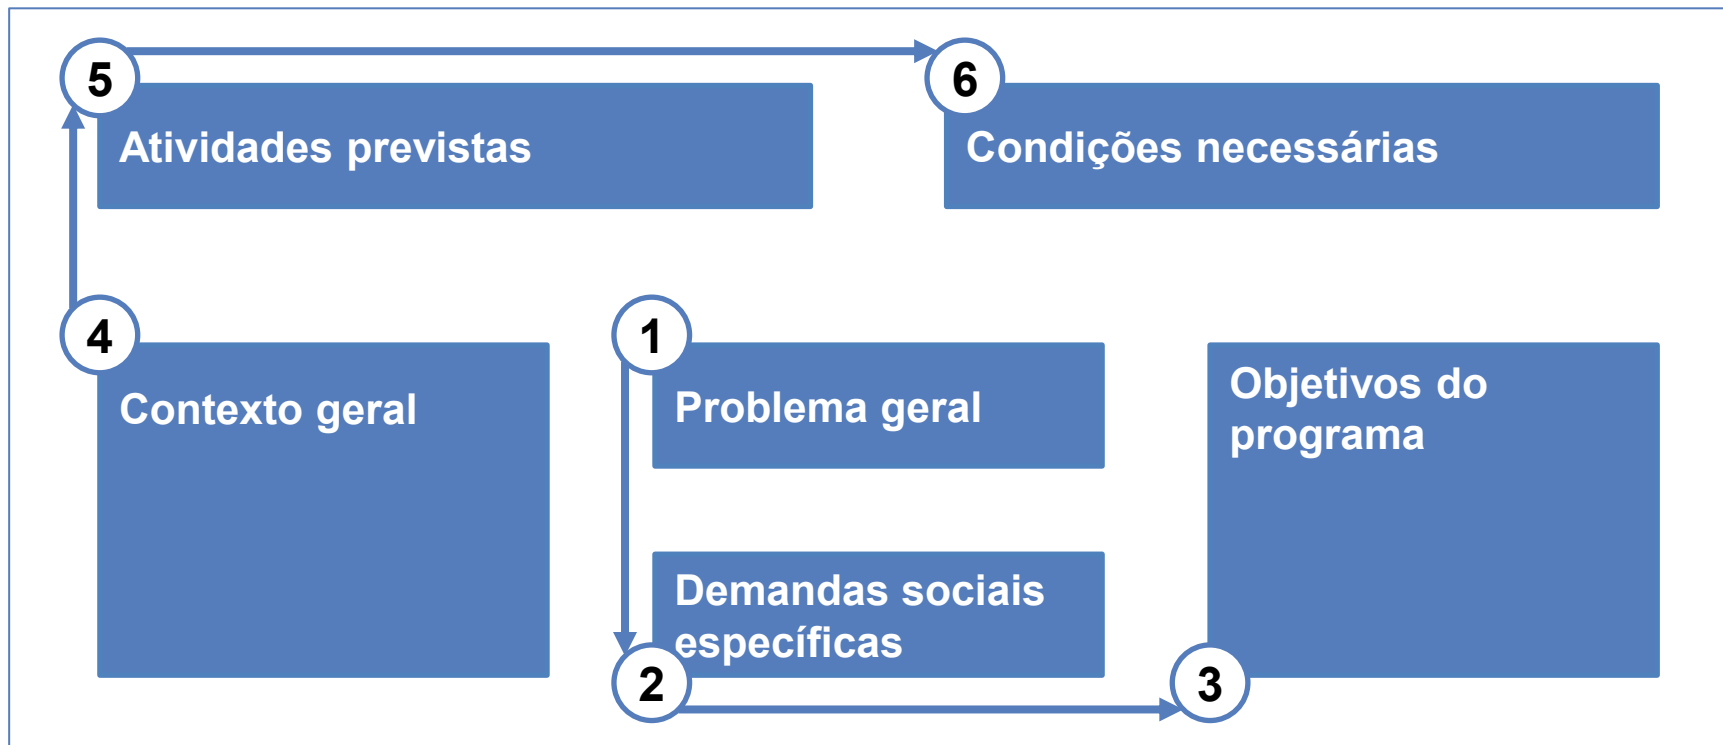 5
Atividades previstas
6
Condições necessárias
4
Contexto geral
1
Problema geral
Demandas sociais
específicas
2
Objetivos do
programa
3